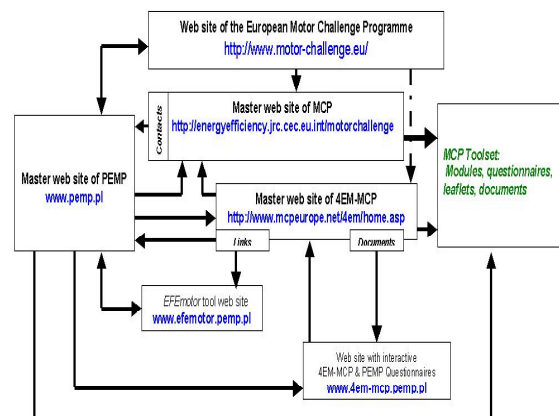 Web site of the European Motor Challenge Programme
http://www.motor-challenge.eu/
Contacts
Master web site of MCP
http://energyefficiency.jrc.cec.eu.int/motorchallenge
Master web site of PEMP
www.pemp.pl
MCP Toolset:
Modules, questionnaires,
leaflets, documents
Master web site of 4EM-MCP
http://www.mcpeurope.net/4em/home.asp
Links
Documents
EFEmotor tool web site
www.efemotor.pemp.pl
Web site with interactive
4EM-MCP & PEMP Questionnaires
www.4em-mcp.pemp.pl